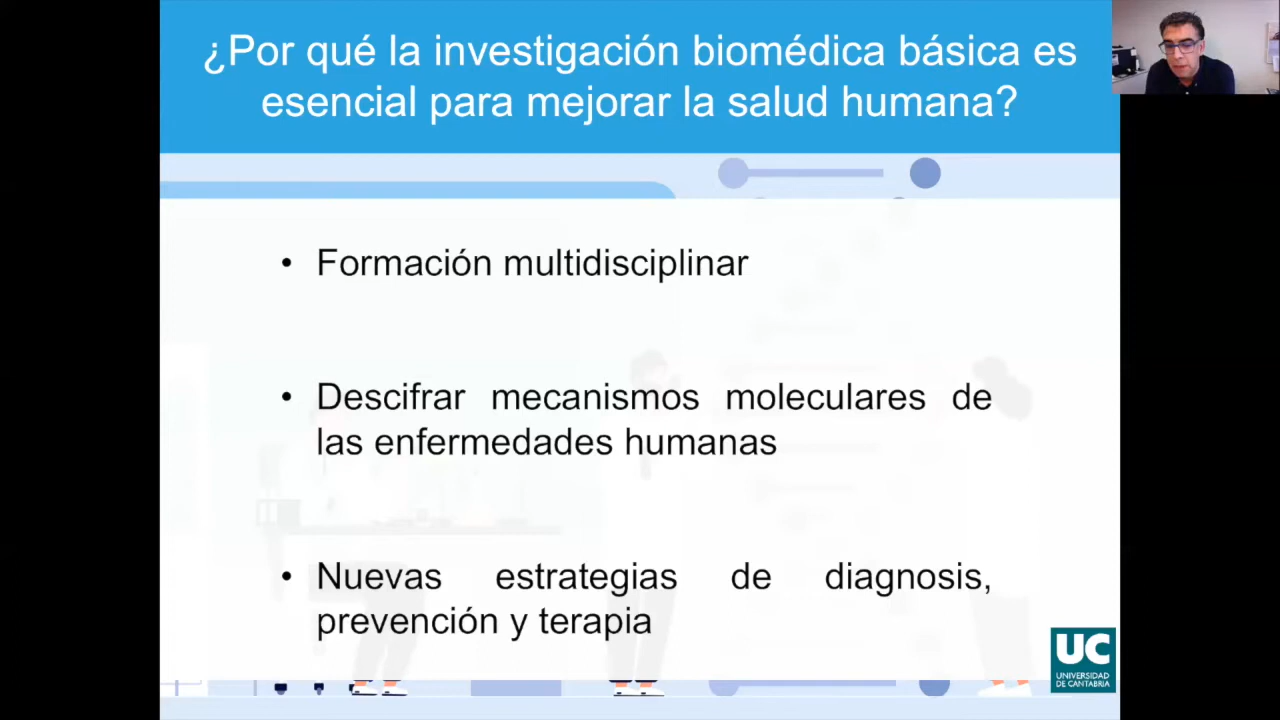 ¿Por qué la investigación biomédica básica es
esencial para mejorar la salud humana?
• Formación multidisciplinar
• Descifrar mecanismos moleculares de
las enfermedades humanas
• Nuevas estrategias de diagnosis,
prevención y terapia
UC
UNIVERSIDAD
DE CANTABRIA